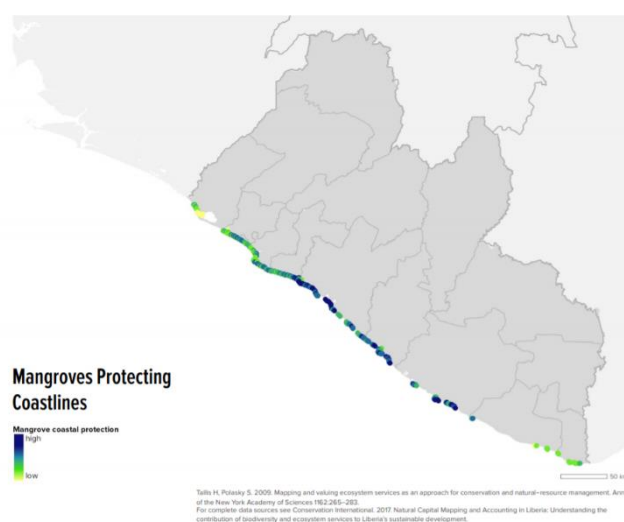 Mangroves Protecting
Coastlines
Mangrove coastal protection
high
low
50
Tallis H, Polasky S. 2009. Mapping and valuing ecosystem services as an approach for conservation and natural-resource management. Ann
of the New York Academy of Sciences 1162:265-283.
For complete data sources see Conservation International. 2017. Natural Capital Mapping and Accounting in Liberia: Understanding the
contribution of biodiversity and ecosystem services to Liberia's sustainable development.